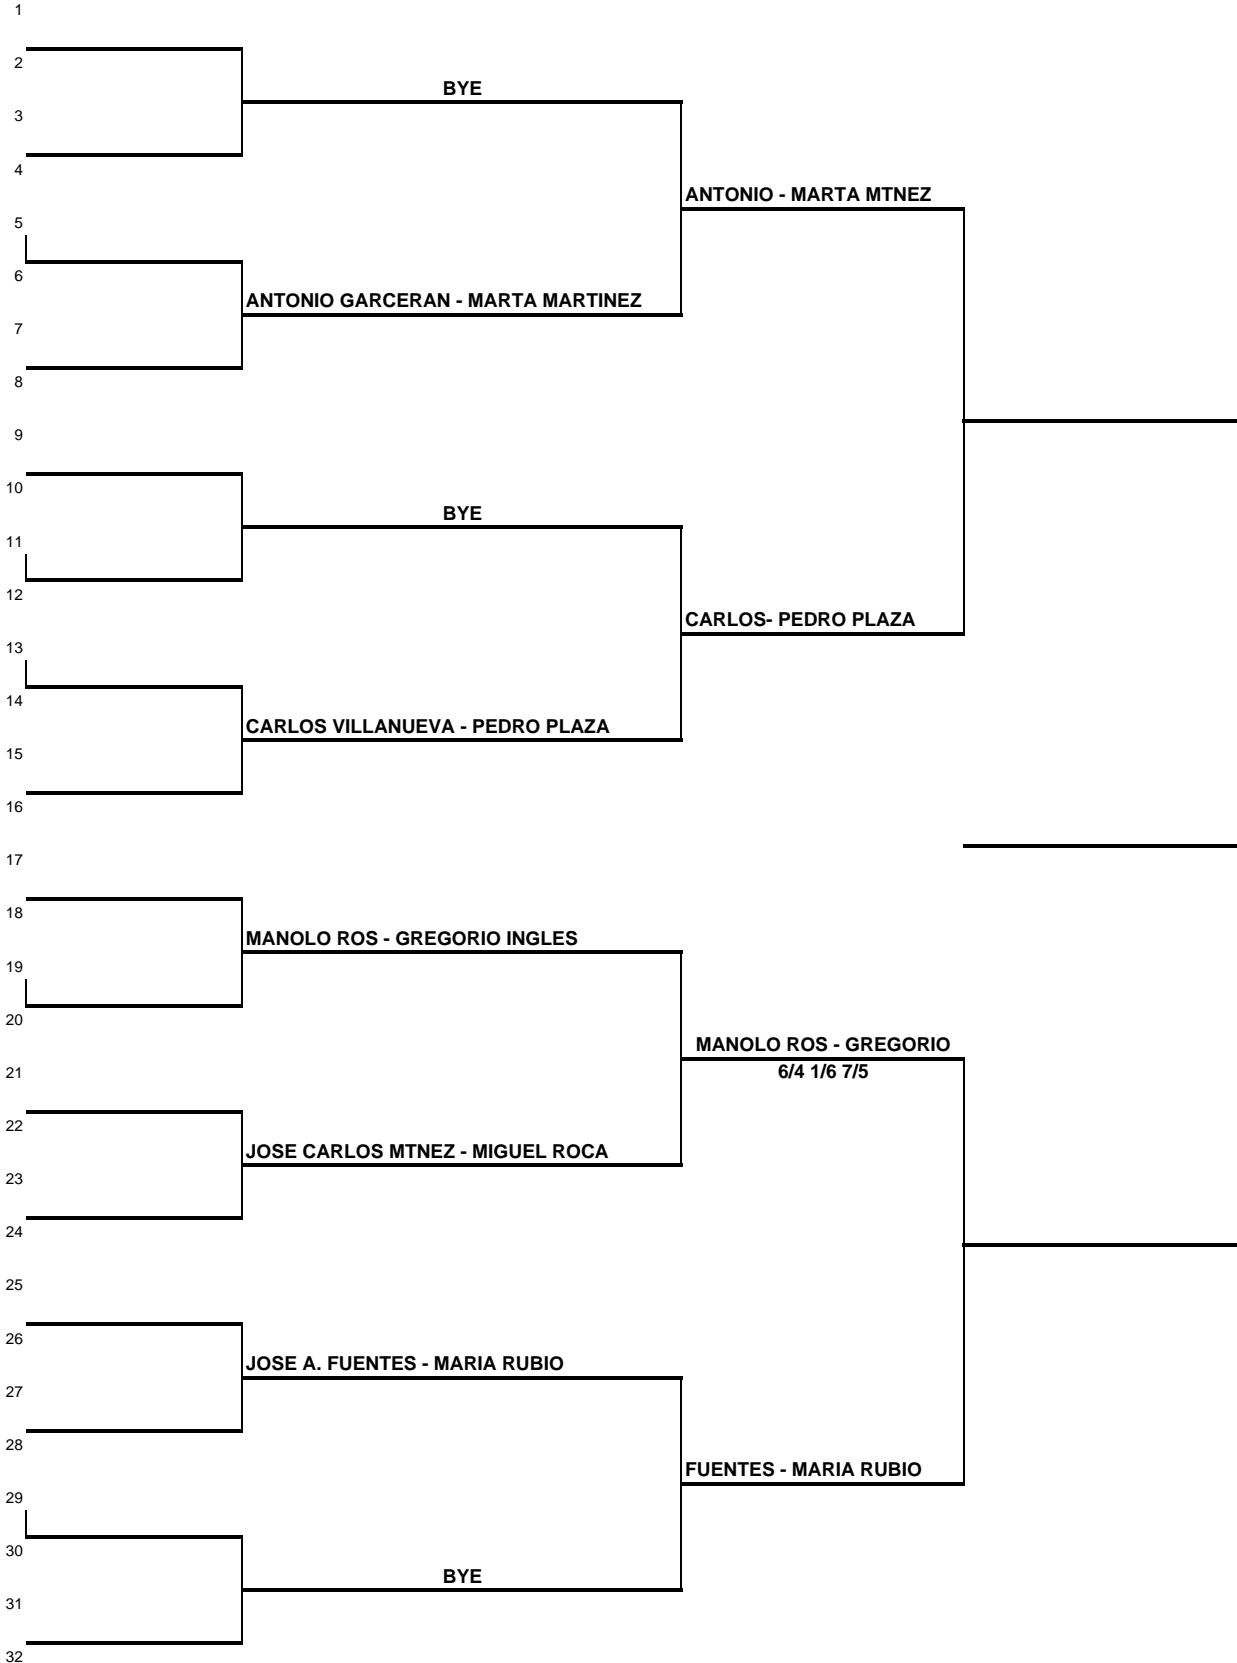 1
2
BYE
3
4
ANTONIO - MARTA MTNEZ
5
6
ANTONIO GARCERAN - MARTA MARTINEZ
7
8
9
10
BYE
11
12
CARLOS- PEDRO PLAZA
13
14
CARLOS VILLANUEVA - PEDRO PLAZA
15
16
17
18
MANOLO ROS - GREGORIO INGLES
19
20
MANOLO ROS - GREGORIO
6/4 1/6 7/5
21
22
JOSE CARLOS MTNEZ - MIGUEL ROCA
23
24
25
26
JOSE A. FUENTES - MARIA RUBIO
27
28
FUENTES - MARIA RUBIO
29
30
BYE
31
32